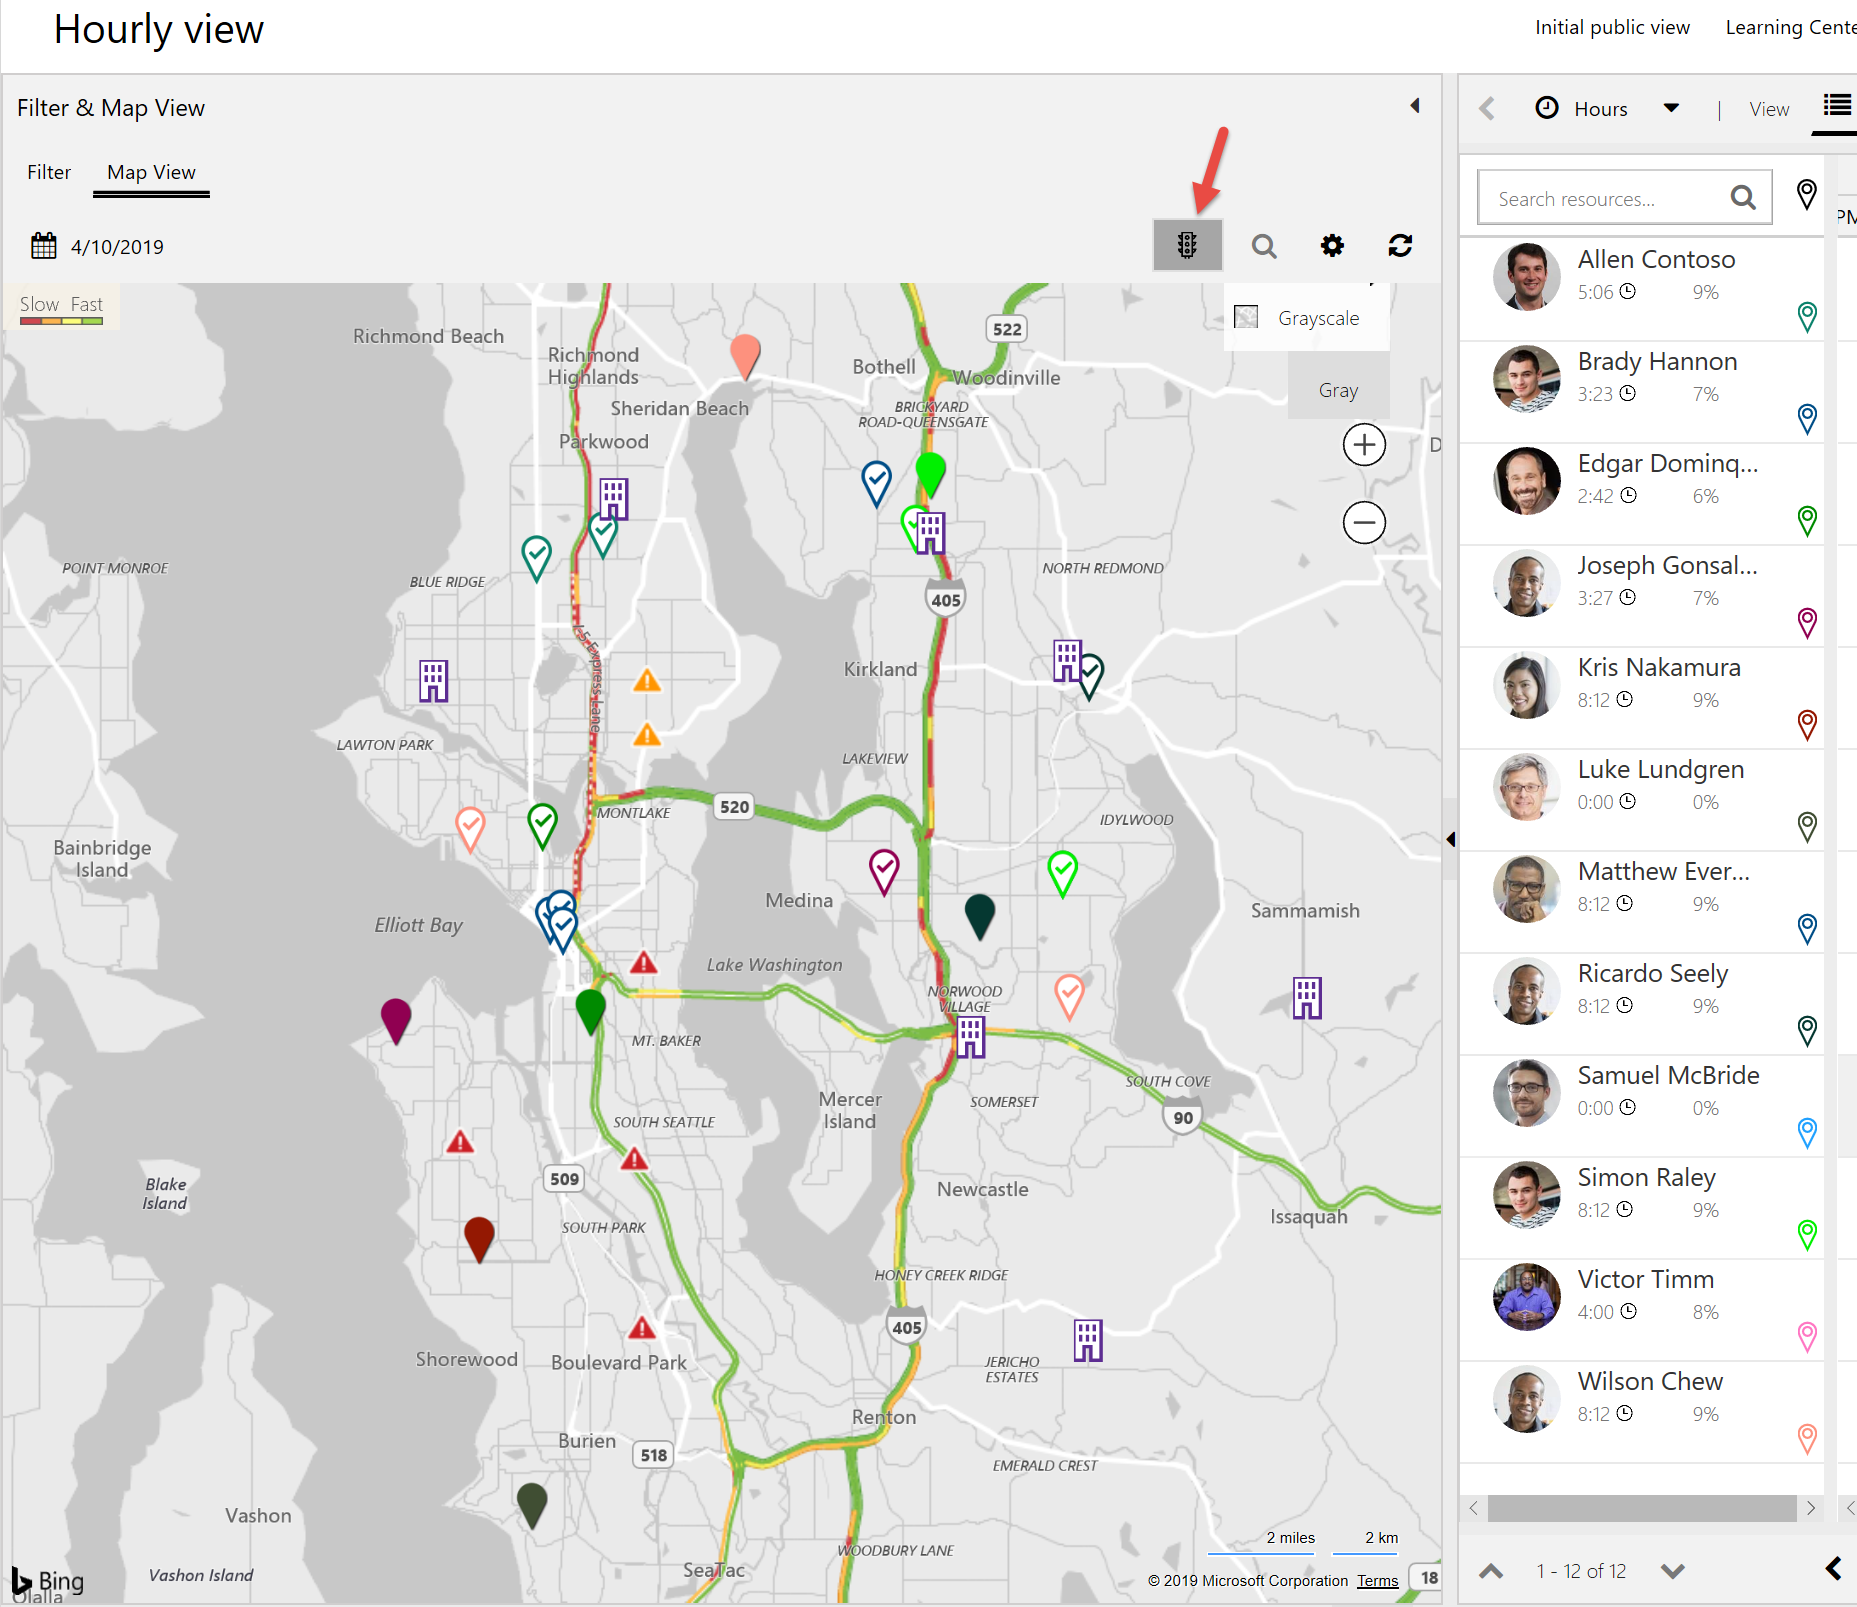 Hourly view
Initial public view
Learning Cente
Filter & Map View
Filter
Map View
4/10/2019
Slow Fast
Grayscale
Gray
Richmond Beach
Richmond
Highlands
Sheridan Beach
Parkwood
Bothell
522
Woodinville
BRICKYARD
ROAD-QUEENSGATE
D
POINT MONROE
BLUE RIDGE
NORTH REDMOND
405
I-5 Express Lane
Kirkland
LAWTON PARK
LAKEVIEW
520
MONTLAKE
IDYLWOOD
Bainbridge
Island
Medina
Elliott Bay
Sammamish
Lake Washington
NORWOOD
VILLAGE
MT. BAKER
SOUTH COVE
Mercer
Island
SOMERSET
90
SOUTH SEATTLE
509
Blake
Island
Newcastle
SOUTH PARK
Issaquah
HONEY CREEK RIDGE
405
Shorewood
Boulevard Park
JERICHO
ESTATES
Renton
Burien
518
EMERALD CREST
Vashon
2 miles
2 km
WOODBURY LANE
SeaTac
Vashon Island
Bing
Olalla
© 2019 Microsoft Corporation Terms
18
Hours
|
View
Search resources...
PM
Allen Contoso
5:06 9%
Brady Hannon
3:23 7%
Edgar Dominq...
2:42 6%
Joseph Gonsal...
3:27 7%
Kris Nakamura
8:12 9%
Luke Lundgren
0:00 0%
Matthew Ever...
8:12 9%
Ricardo Seely
8:12 9%
Samuel McBride
0:00 0%
Simon Raley
8:12 9%
Victor Timm
4:00 8%
Wilson Chew
8:12 9%
1 - 12 of 12